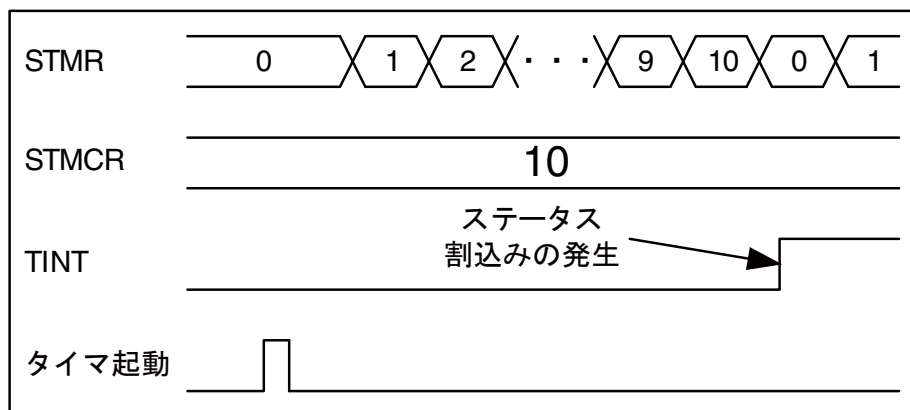 STMR 0 1 2 ・・・ 9 10 0 1
STMCR 10
ステータス
割込みの発生
TINT
タイマ起動